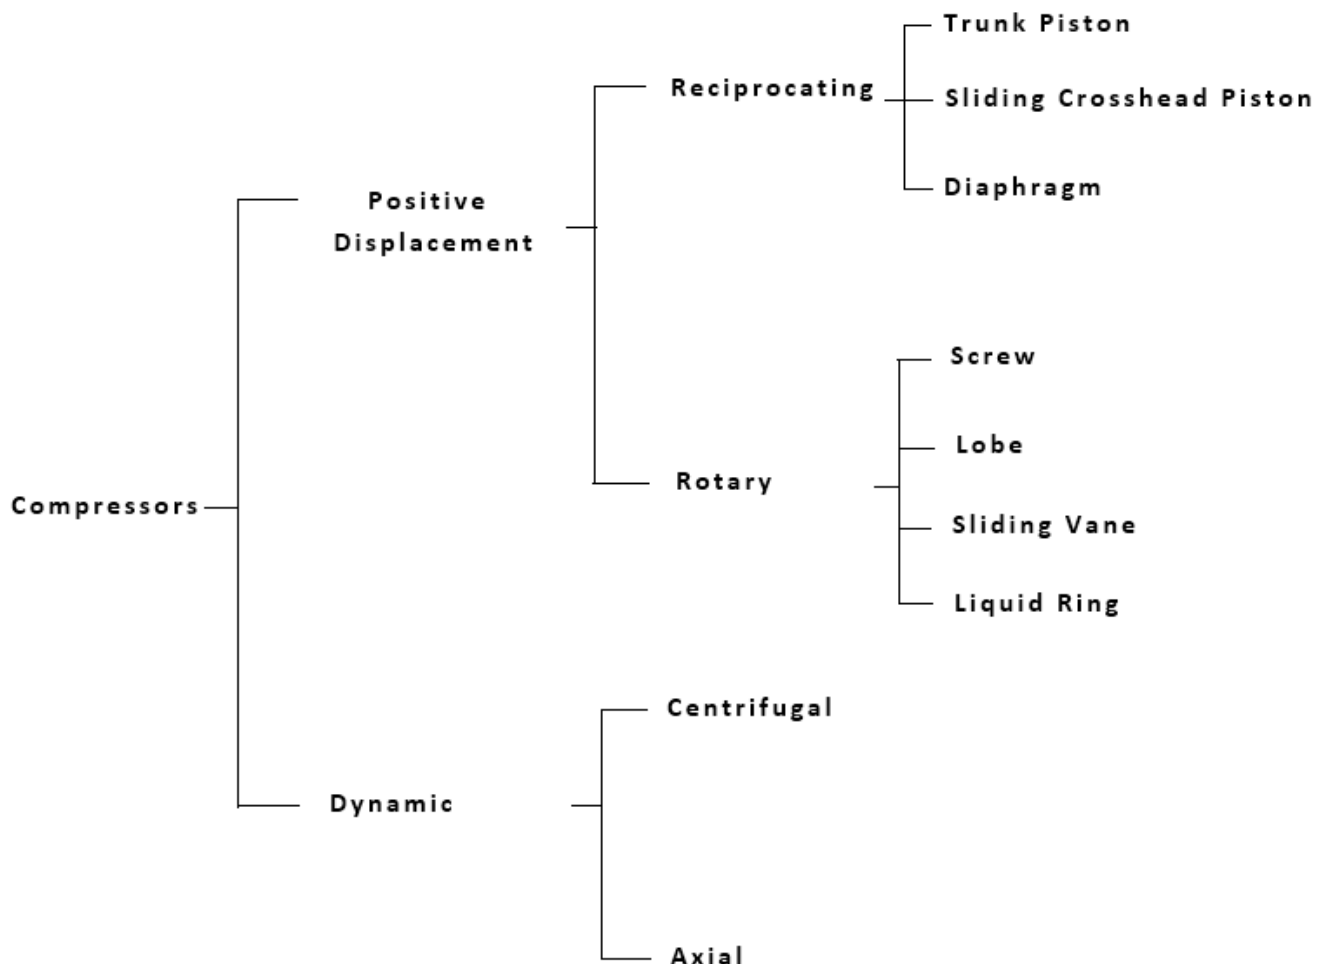 Trunk Piston
Reciprocating
Sliding Crosshead Piston
Diaphragm
Positive
Displacement
Screw
Lobe
Rotary
Compressors
Sliding Vane
Liquid Ring
Centrifugal
Dynamic
Axial